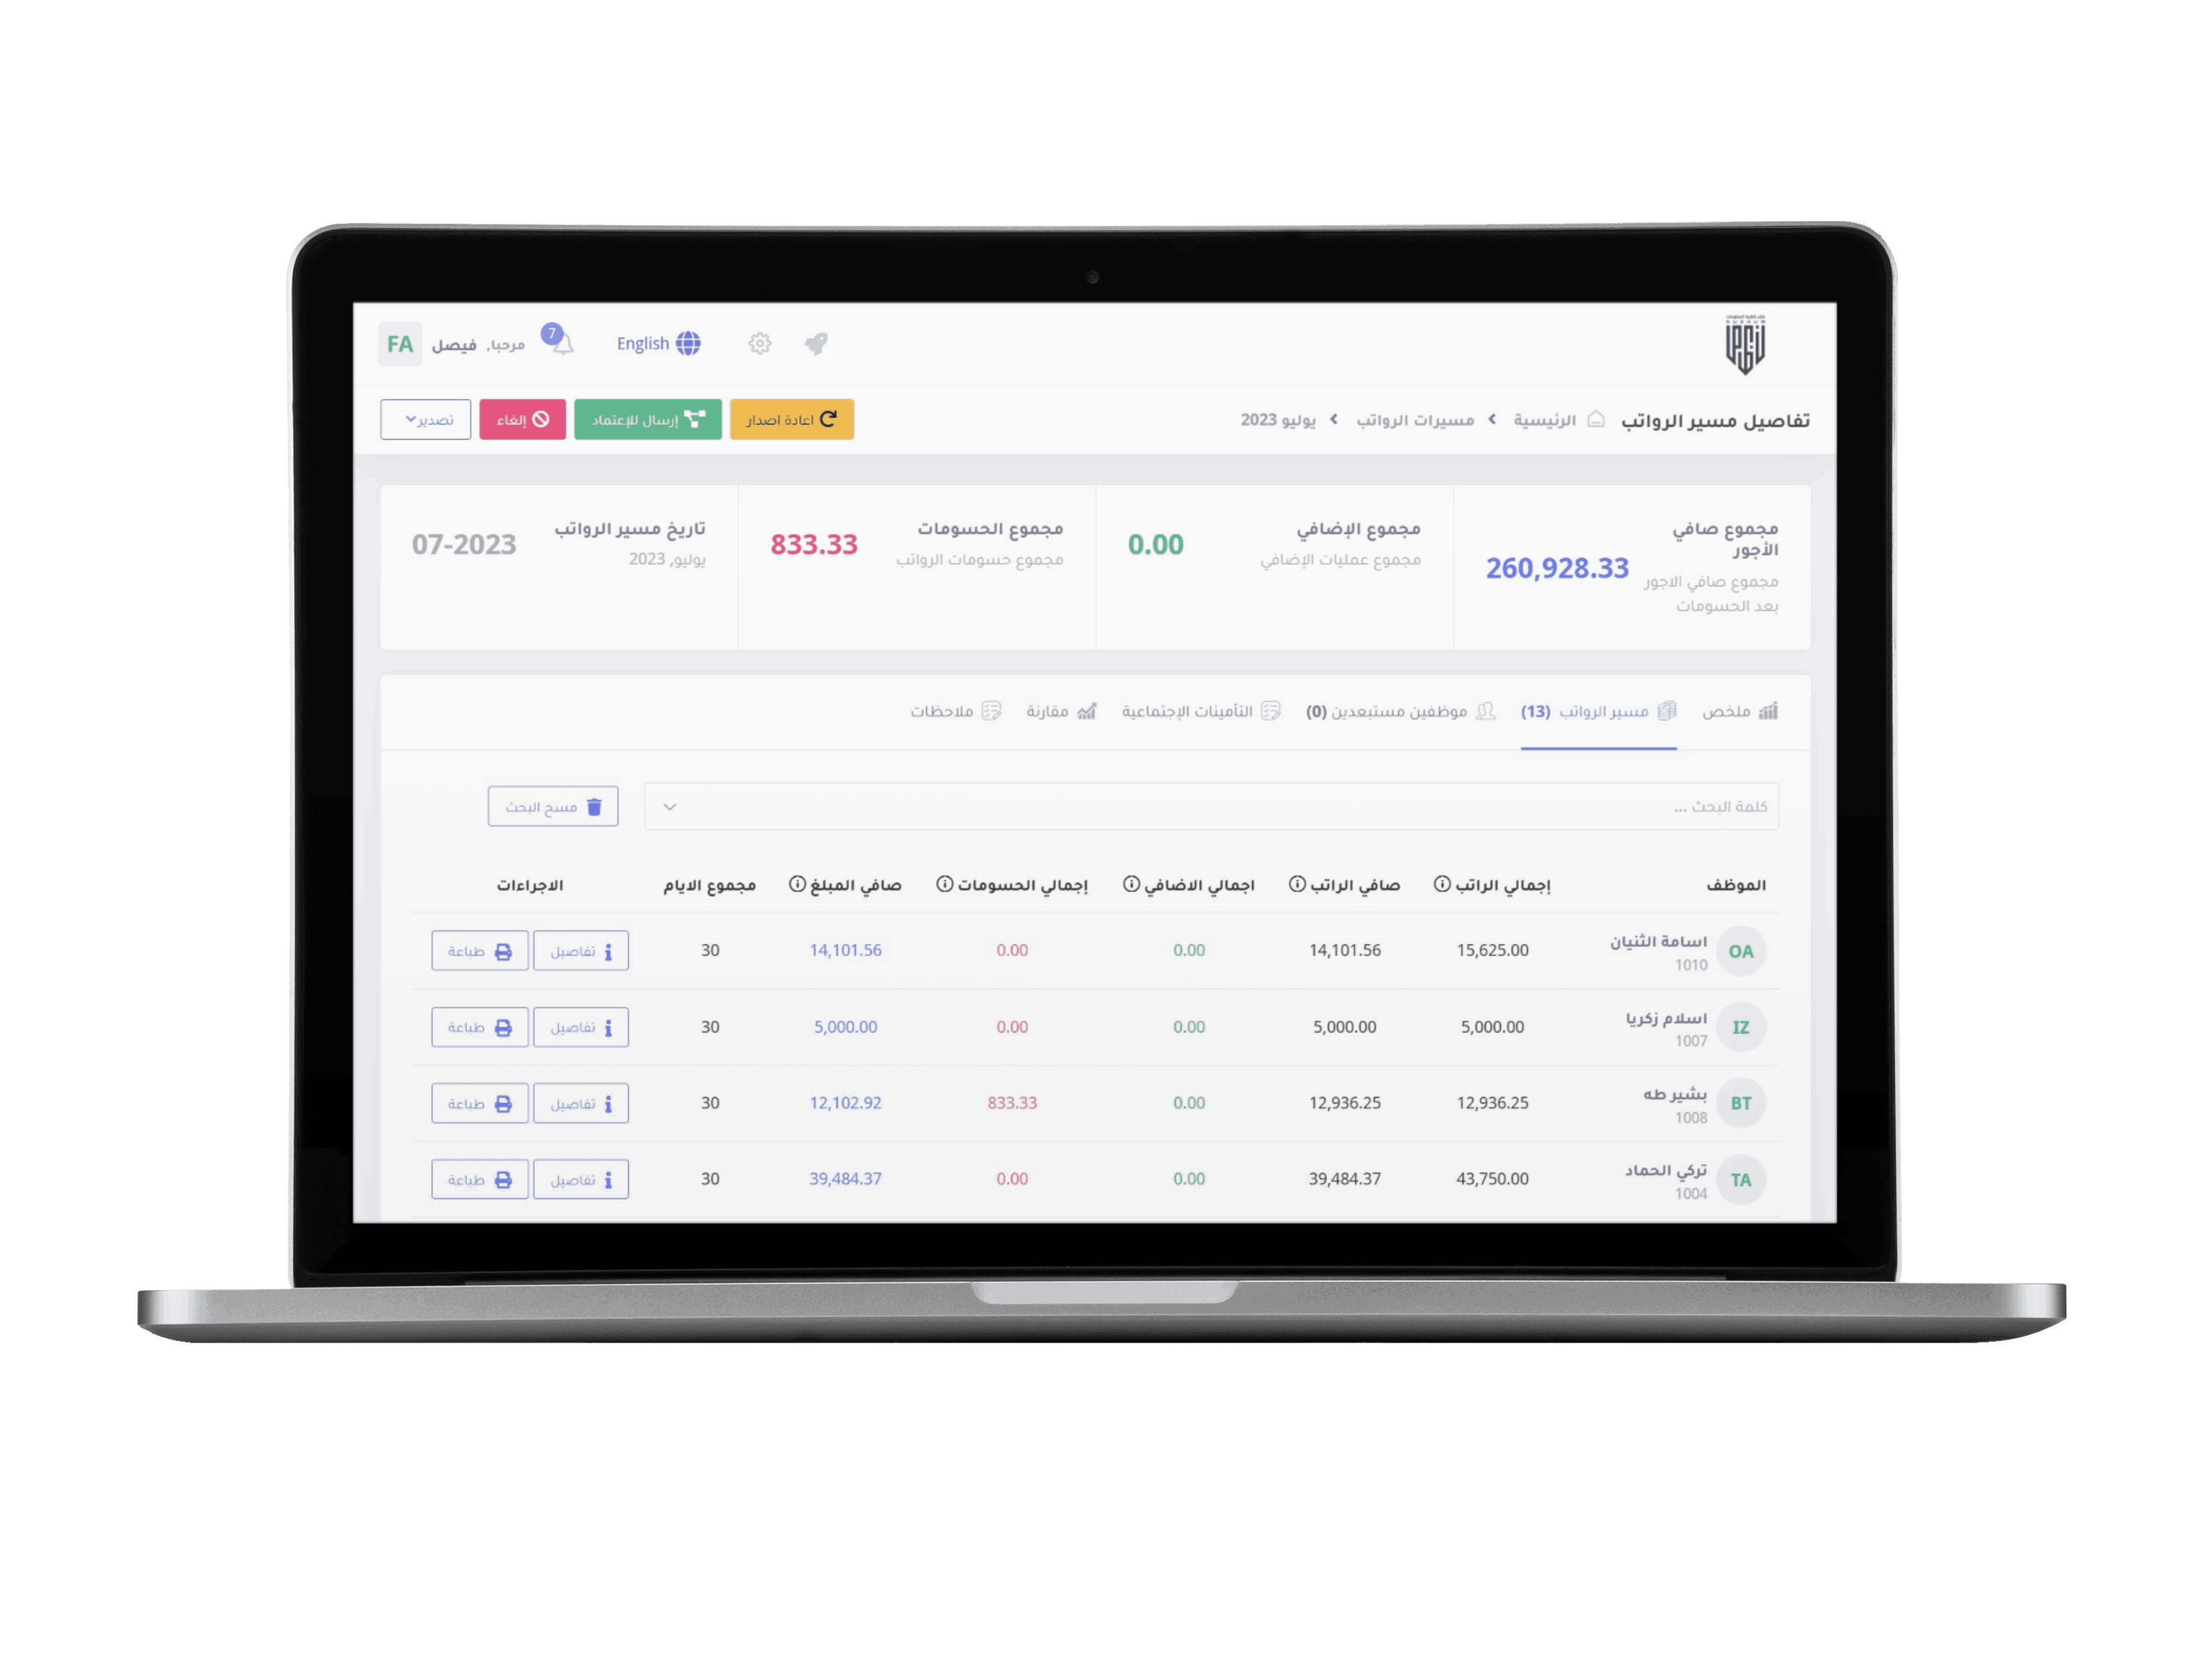 English
7
مرحبا, فيصل
FA
تفاصيل مسير الرواتب
الرئيسية
مسيرات الرواتب
يوليو 2023
اعادة اصدار
إرسال للإعتماد
إلغاء
تصدير
مجموع صافي
الأجور
مجموع صافي الاجور
بعد الحسومات
260,928.33
مجموع الإضافي
مجموع عمليات الإضافي
0.00
مجموع الحسومات
مجموع حسومات الرواتب
833.33
تاريخ مسير الرواتب
يوليو, 2023
07-2023
ملخص
مسير الرواتب (13)
موظفين مستبعدين (0)
التأمينات الإجتماعية
مقارنة
ملاحظات
كلمة البحث ...
مسح البحث
الموظف إجمالي الراتب صافي الراتب اجمالي الاضافي إجمالي الحسومات صافي المبلغ مجموع الايام الاجراءات
OA اسامة الثنيان 15,625.00 14,101.56 0.00 0.00 14,101.56 30 تفاصيل طباعة
1010
IZ اسلام زكريا 5,000.00 5,000.00 0.00 0.00 5,000.00 30 تفاصيل طباعة
1007
BT بشير طه 12,936.25 12,936.25 0.00 833.33 12,102.92 30 تفاصيل طباعة
1008
TA تركي الحماد 43,750.00 39,484.37 0.00 0.00 39,484.37 30 تفاصيل طباعة
1004